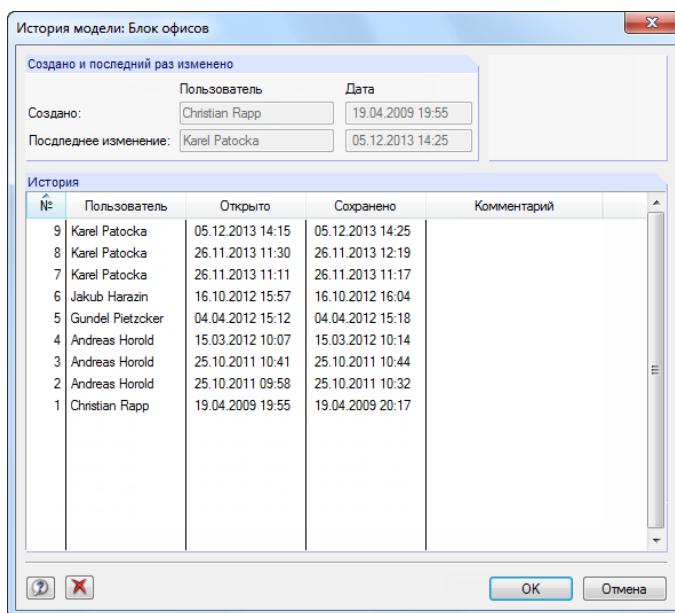 История модели: Блок офисов
Создано и последний раз изменено
Пользователь Дата
Создано: Christian Rapp 19.04.2009 19:55
Посдледнее изменение: Karel Patocka 05.12.2013 14:25
История
№ Пользователь Открыто Сохранено Комментарий
9 Karel Patocka 05.12.2013 14:15 05.12.2013 14:25
8 Karel Patocka 26.11.2013 11:30 26.11.2013 12:19
7 Karel Patocka 26.11.2013 11:11 26.11.2013 11:17
6 Jakub Harazin 16.10.2012 15:57 16.10.2012 16:04
5 Gundel Pietzcker 04.04.2012 15:12 04.04.2012 15:18
4 Andreas Horold 15.03.2012 10:07 15.03.2012 10:14
3 Andreas Horold 25.10.2011 10:41 25.10.2011 10:44
2 Andreas Horold 25.10.2011 09:58 25.10.2011 10:32
1 Christian Rapp 19.04.2009 19:55 19.04.2009 20:17
OK Отмена